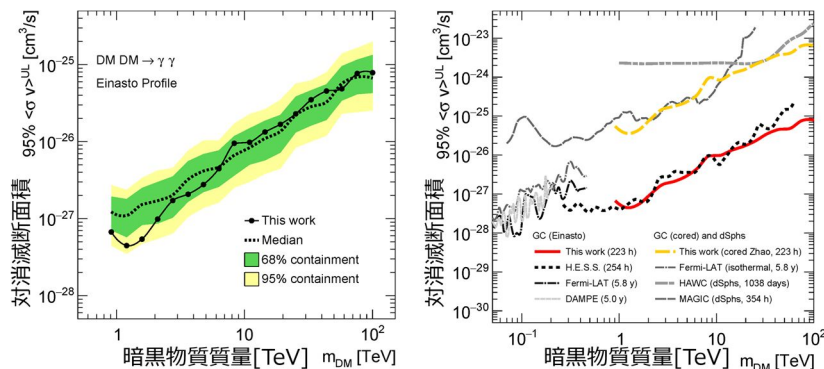 対消滅断面積 95% <σ v>ᵁᴸ [cm³/s]
10⁻²⁵
10⁻²⁶
10⁻²⁷
10⁻²⁸
DM DM → γ γ
Einasto Profile
This work
Median
68% containment
95% containment
1
10
10²
暗黒物質質量[TeV] m_DM [TeV]
対消滅断面積 95% <σ v>ᵁᴸ [cm³/s]
10⁻²³
10⁻²⁴
10⁻²⁵
10⁻²⁶
10⁻²⁷
10⁻²⁸
10⁻²⁹
10⁻³⁰
GC (Einasto)
This work (223 h)
H.E.S.S. (254 h)
Fermi-LAT (5.8 y)
DAMPE (5.0 y)
GC (cored) and dSphs
This work (cored Zhao, 223 h)
Fermi-LAT (isothermal, 5.8 y)
HAWC (dSphs, 1038 days)
MAGIC (dSphs, 354 h)
10⁻¹
1
10
10²
暗黒物質質量[TeV] m_DM [TeV]